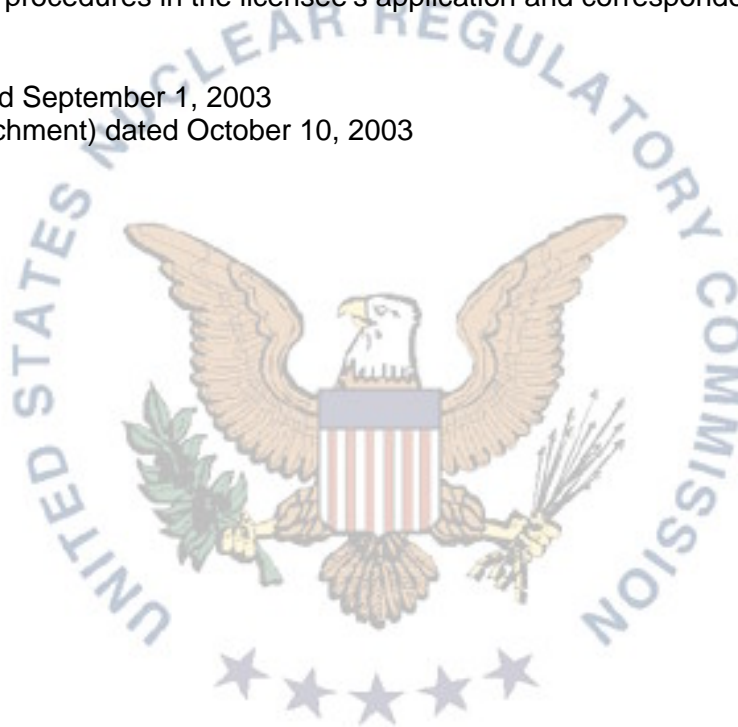 procedures in the licensee's application and correspond
d September 1, 2003
chment) dated October 10, 2003
UNITED STATES NUCLEAR REGULATORY COMMISSION